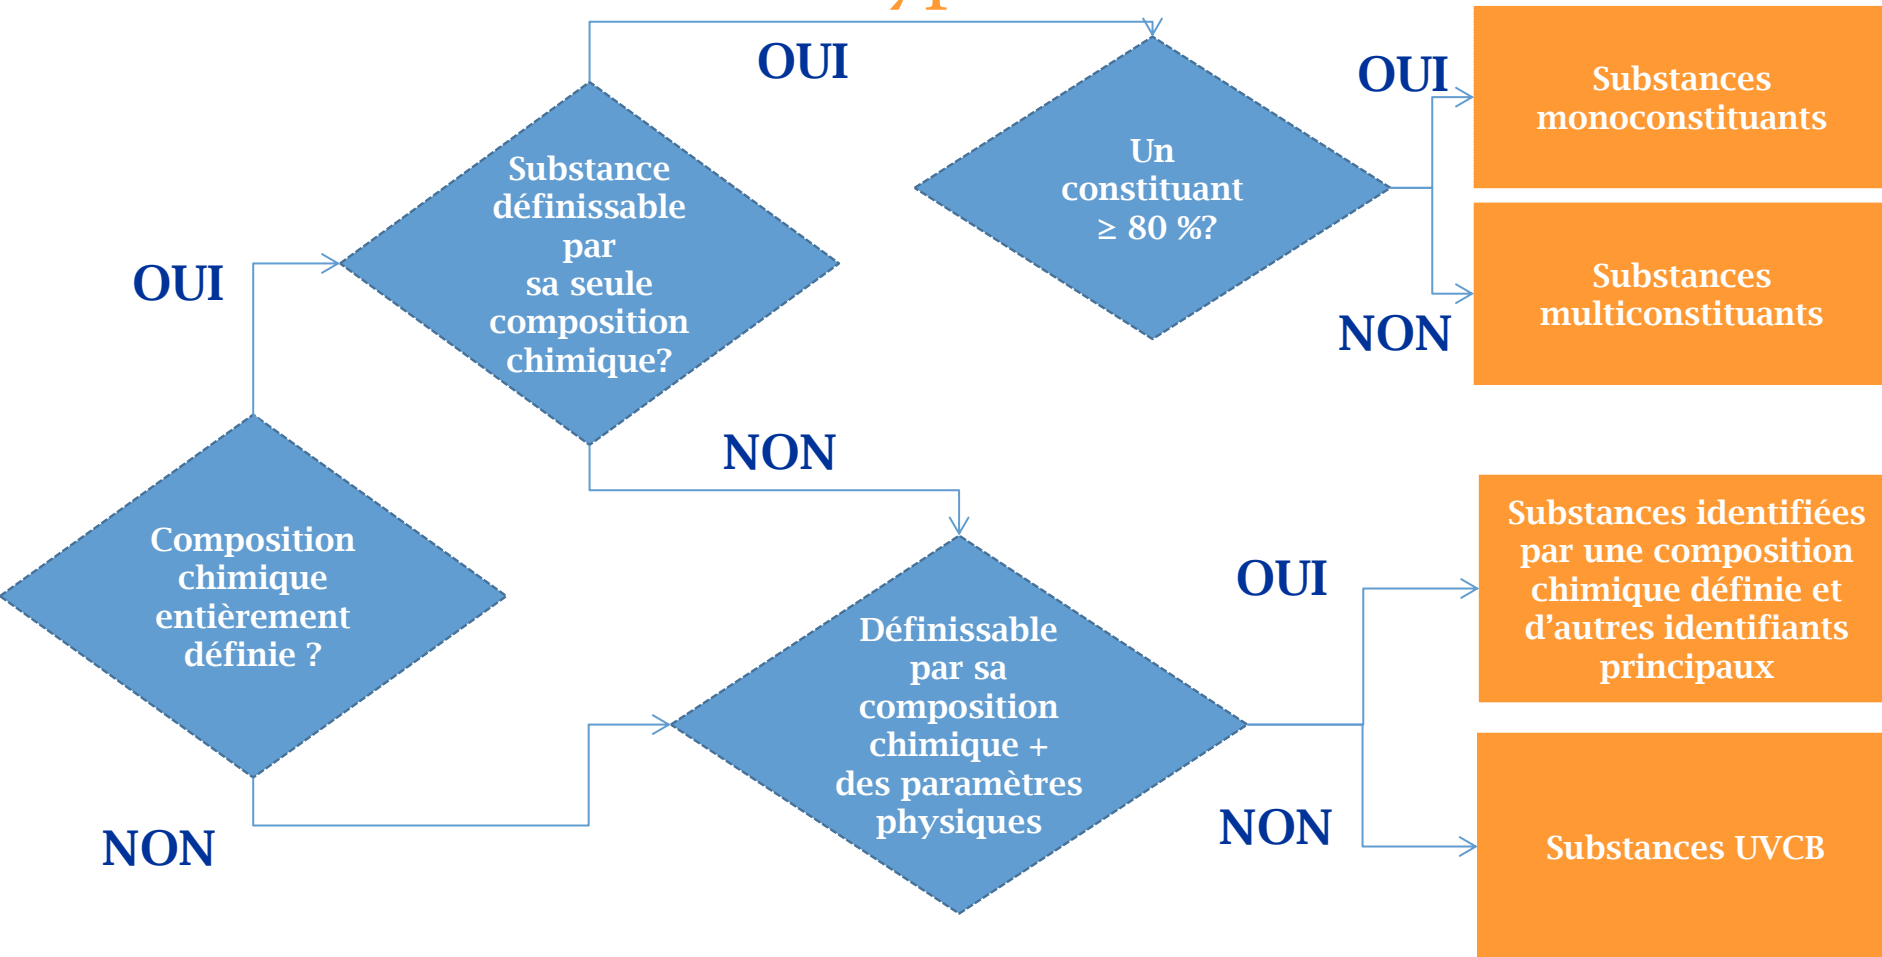 OUI
OUI
Substances
monoconstituants
Un
constituant
≥ 80 %?
Substance
définissable
par
sa seule
composition
chimique?
OUI
Substances
multiconstituants
NON
NON
Composition
chimique
entièrement
définie ?
Substances identifiées
par une composition
chimique définie et
d’autres identifiants
principaux
OUI
Définissable
par sa
composition
chimique +
des paramètres
physiques
NON
NON
Substances UVCB